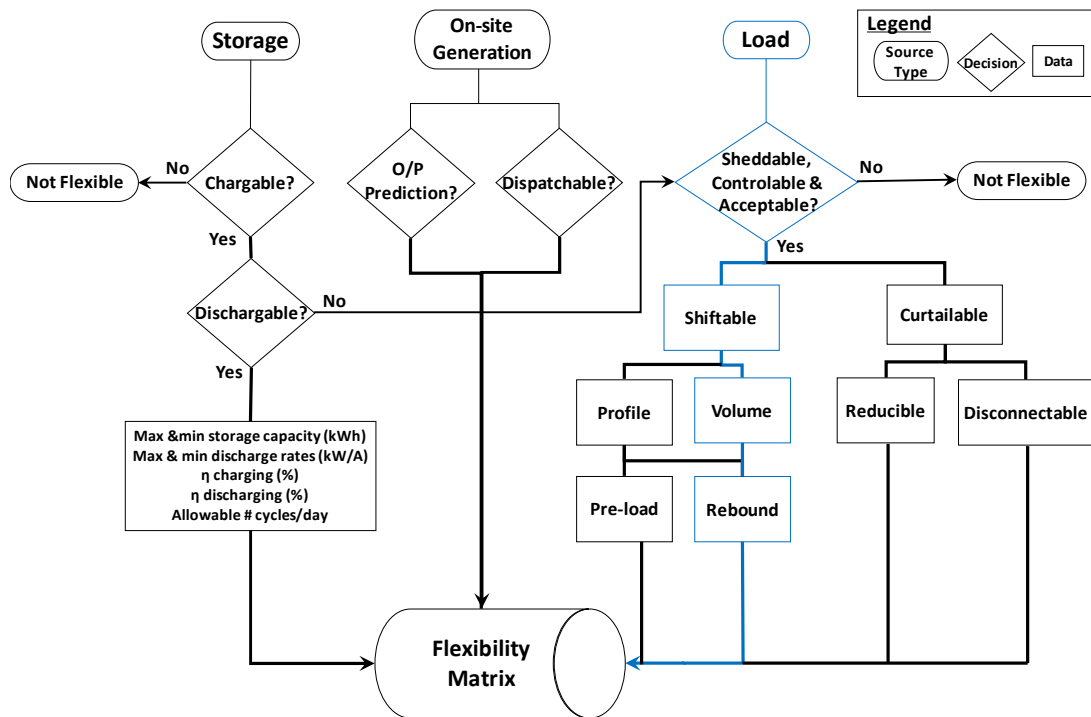 Storage
On-site
Generation
Load
Legend
Source
Type
Decision
Data
Not Flexible
No
Chargable?
Yes
O/P
Prediction?
Dispatchable?
Sheddable,
Controlable &
Acceptable?
No
Not Flexible
Yes
Dischargable?
No
Yes
Shiftable
Curtailable
Profile
Volume
Reducible
Disconnectable
Max &min storage capacity (kWh)
Max & min discharge rates (kW/A)
η charging (%)
η discharging (%)
Allowable # cycles/day
Pre-load
Rebound
Flexibility
Matrix